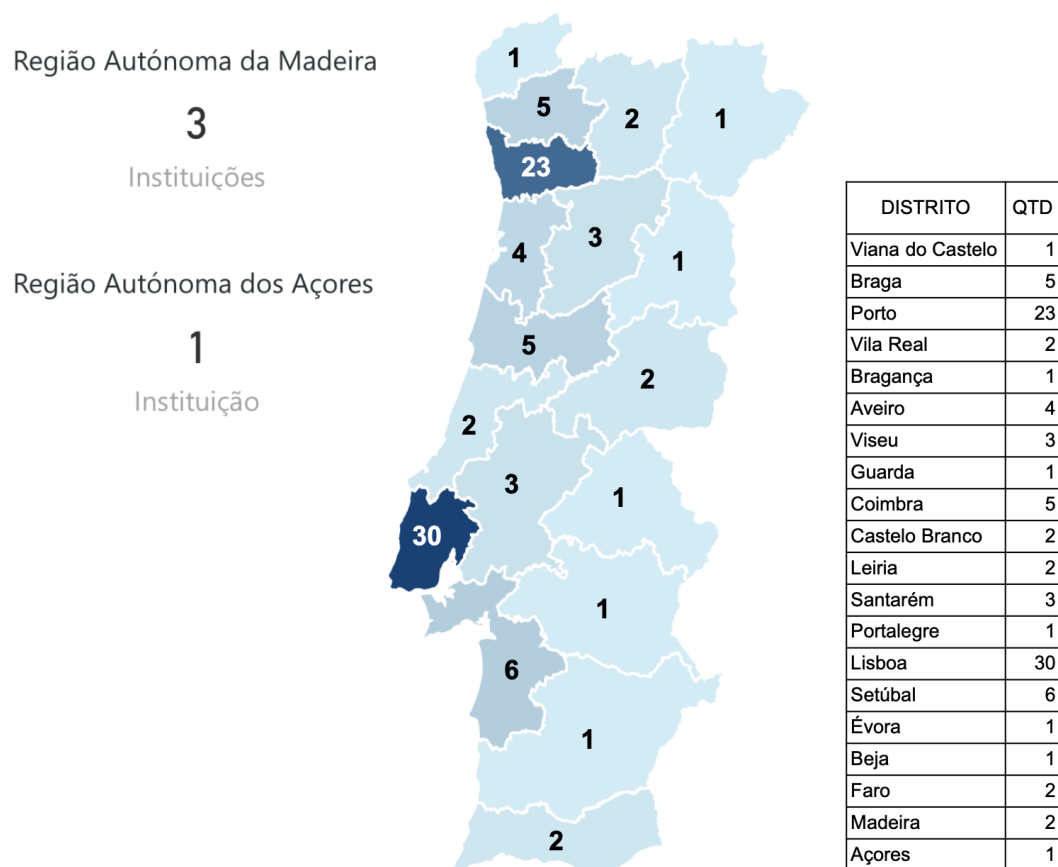 Região Autónoma da Madeira
3
Instituições
Região Autónoma dos Açores
1
Instituição
1
5
2
1
23
4
3
1
5
2
2
3
1
30
1
6
1
2
DISTRITO QTD
Viana do Castelo 1
Braga 5
Porto 23
Vila Real 2
Bragança 1
Aveiro 4
Viseu 3
Guarda 1
Coimbra 5
Castelo Branco 2
Leiria 2
Santarém 3
Portalegre 1
Lisboa 30
Setúbal 6
Évora 1
Beja 1
Faro 2
Madeira 2
Açores 1